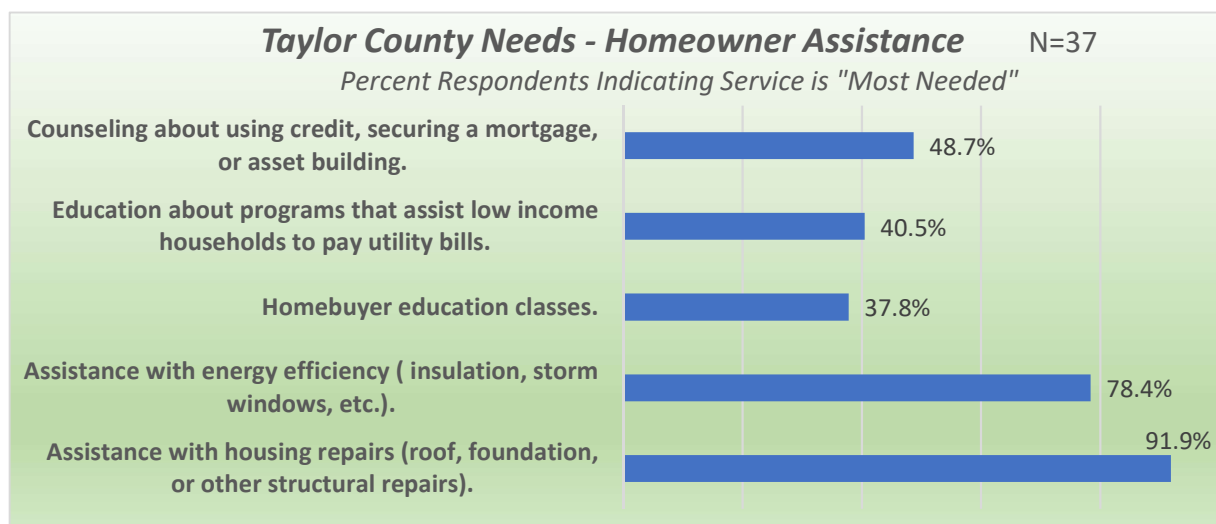 Taylor County Needs - Homeowner Assistance N=37
Percent Respondents Indicating Service is "Most Needed"
Counseling about using credit, securing a mortgage,
or asset building.
48.7%
Education about programs that assist low income
households to pay utility bills.
40.5%
Homebuyer education classes.
37.8%
Assistance with energy efficiency ( insulation, storm
windows, etc.).
78.4%
Assistance with housing repairs (roof, foundation,
or other structural repairs).
91.9%